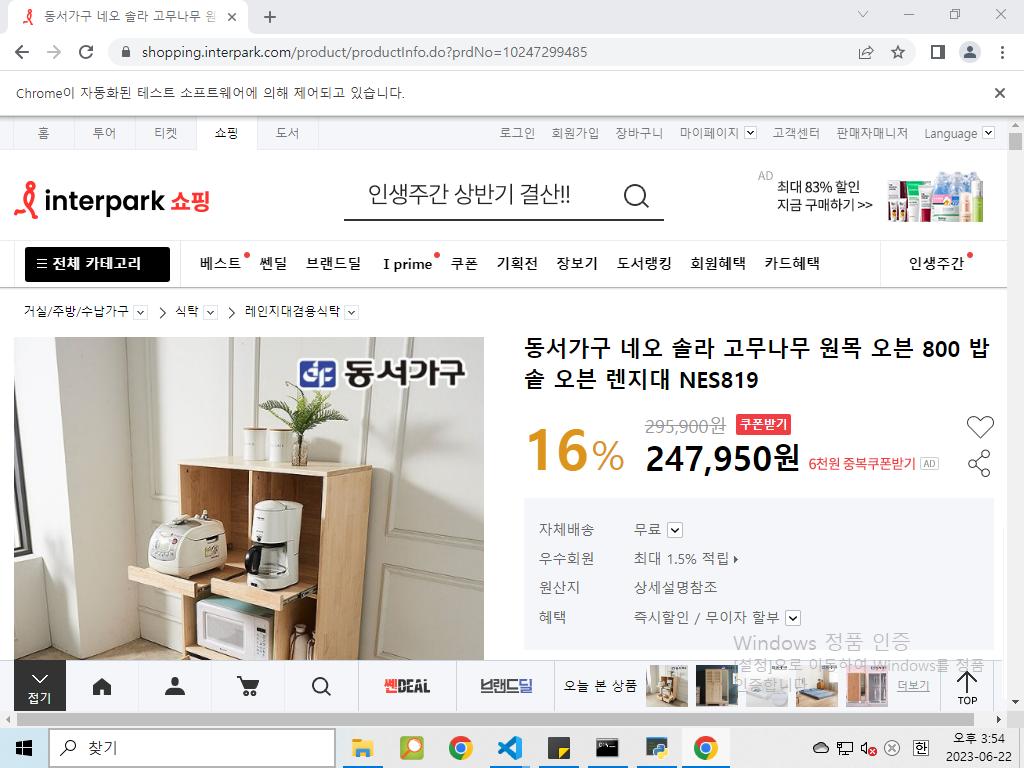 동서가구 네오 솔라 고무나무 원
shopping.interpark.com/product/productInfo.do?prdNo=10247299485
Chrome이 자동화된 테스트 소프트웨어에 의해 제어되고 있습니다.
홈 투어 티켓 쇼핑 도서 로그인 회원가입 장바구니 마이페이지 고객센터 판매자매니저 Language
interpark 쇼핑
인생주간 상반기 결산!!
AD
최대 83% 할인
지금 구매하기 >>
전체 카테고리 베스트 쎈딜 브랜드딜 I prime 쿠폰 기획전 장보기 도서랭킹 회원혜택 카드혜택 인생주간
거실/주방/수납가구 식탁 레인지대겸용식탁
동서가구
동서가구 네오 솔라 고무나무 원목 오븐 800 밥
솥 오븐 렌지대 NES819
16%
295,900원 쿠폰받기
247,950원 6천원 중복쿠폰받기 AD
자체배송 무료
우수회원 최대 1.5% 적립
원산지 상세설명참조
혜택 즉시할인 / 무이자 할부
Windows 정품 인증
[설정]으로 이동하여 Windows를 정품
인증합니다.
접기
쎈DEAL
브랜드딜
오늘 본 상품
더보기
TOP
찾기
한
오후 3:54
2023-06-22